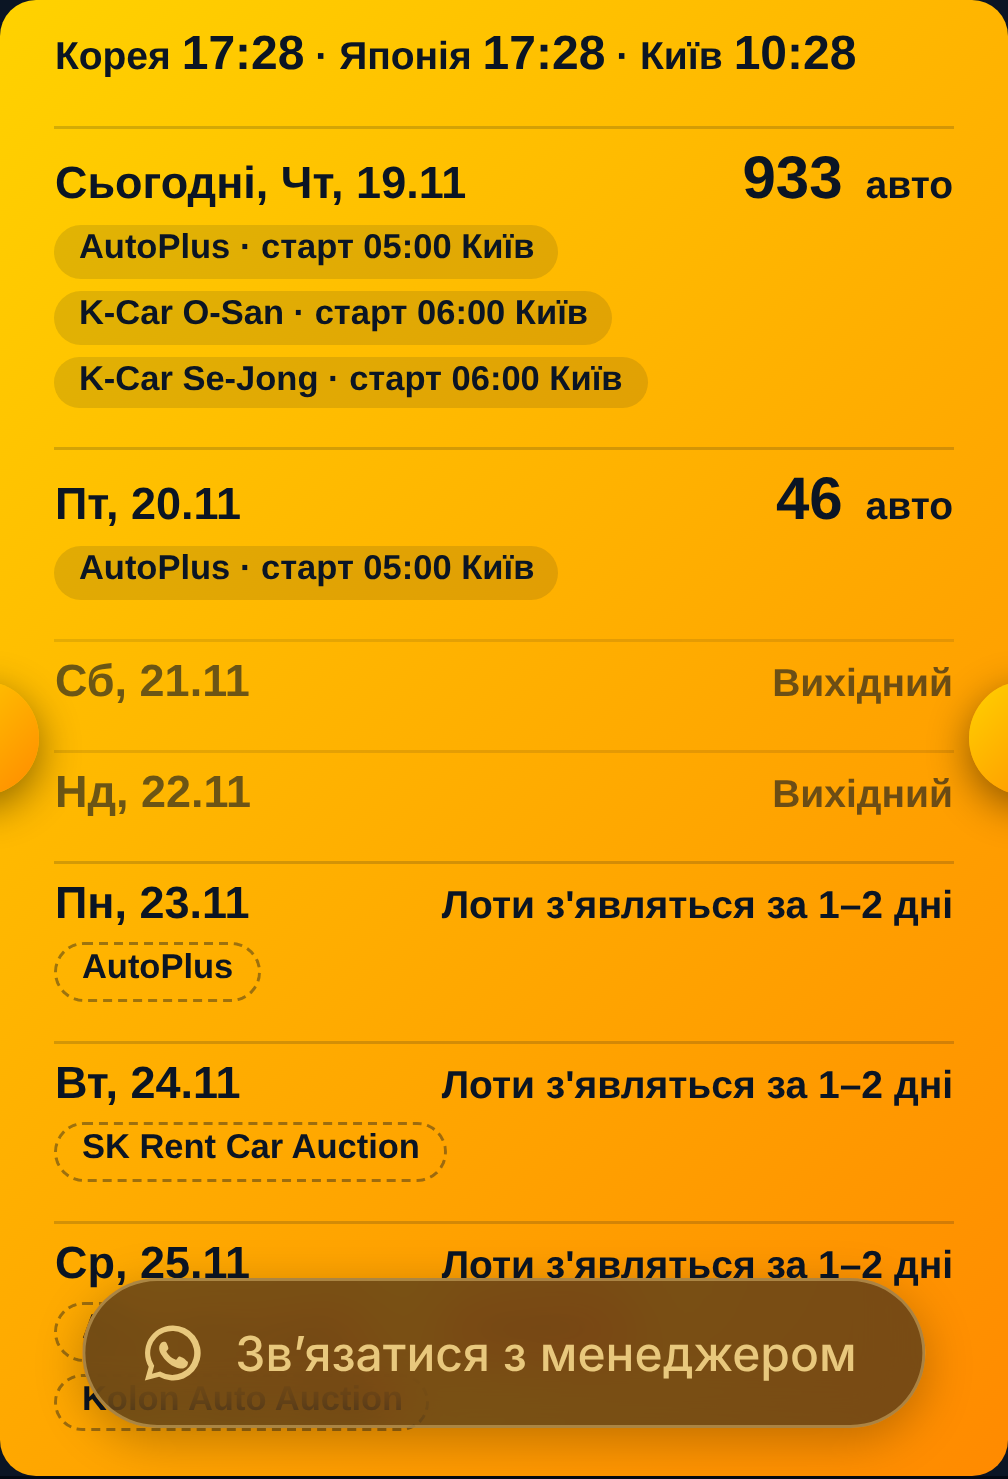 Корея 17:28 · Японія 17:28 · Київ 10:28
Сьогодні, Чт, 19.11 933 авто
AutoPlus · старт 05:00 Київ
K-Car O-San · старт 06:00 Київ
K-Car Se-Jong · старт 06:00 Київ
Пт, 20.11 46 авто
AutoPlus · старт 05:00 Київ
Сб, 21.11 Вихідний
Нд, 22.11 Вихідний
Пн, 23.11 Лоти з'являться за 1–2 дні
AutoPlus
Вт, 24.11 Лоти з'являться за 1–2 дні
SK Rent Car Auction
Ср, 25.11 Лоти з'являться за 1–2 дні
Зв’язатися з менеджером
Kolon Auto Auction